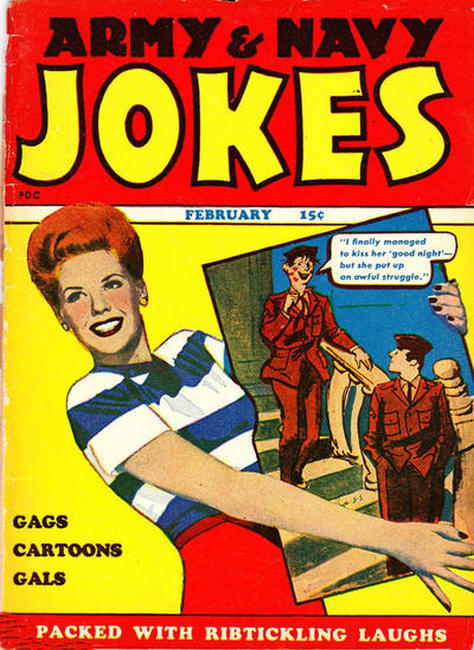 ARMY & NAVY
JOKES
PDC
FEBRUARY 15¢
"I finally managed
to kiss her 'good night'—
but she put up
an awful struggle."
GAGS
CARTOONS
GALS
PACKED WITH RIBTICKLING LAUGHS